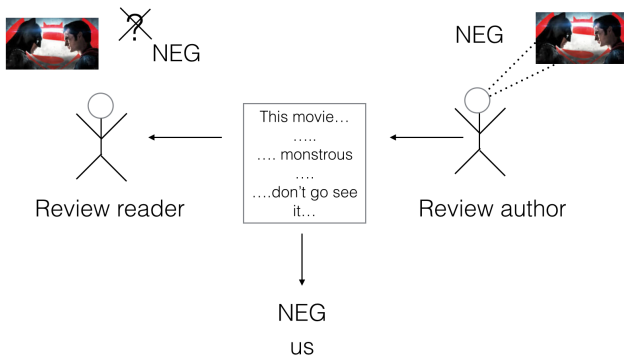 ?
NEG
NEG
This movie…
…..
…. monstrous
….
….don’t go see
it…
Review reader
Review author
NEG
us